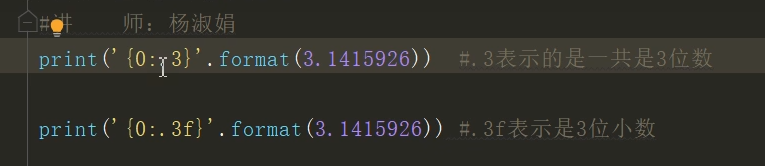 #讲 师：杨淑娟
print('{0:.3}'.format(3.1415926)) #.3表示的是一共是3位数
print('{0:.3f}'.format(3.1415926)) #.3f表示是3位小数